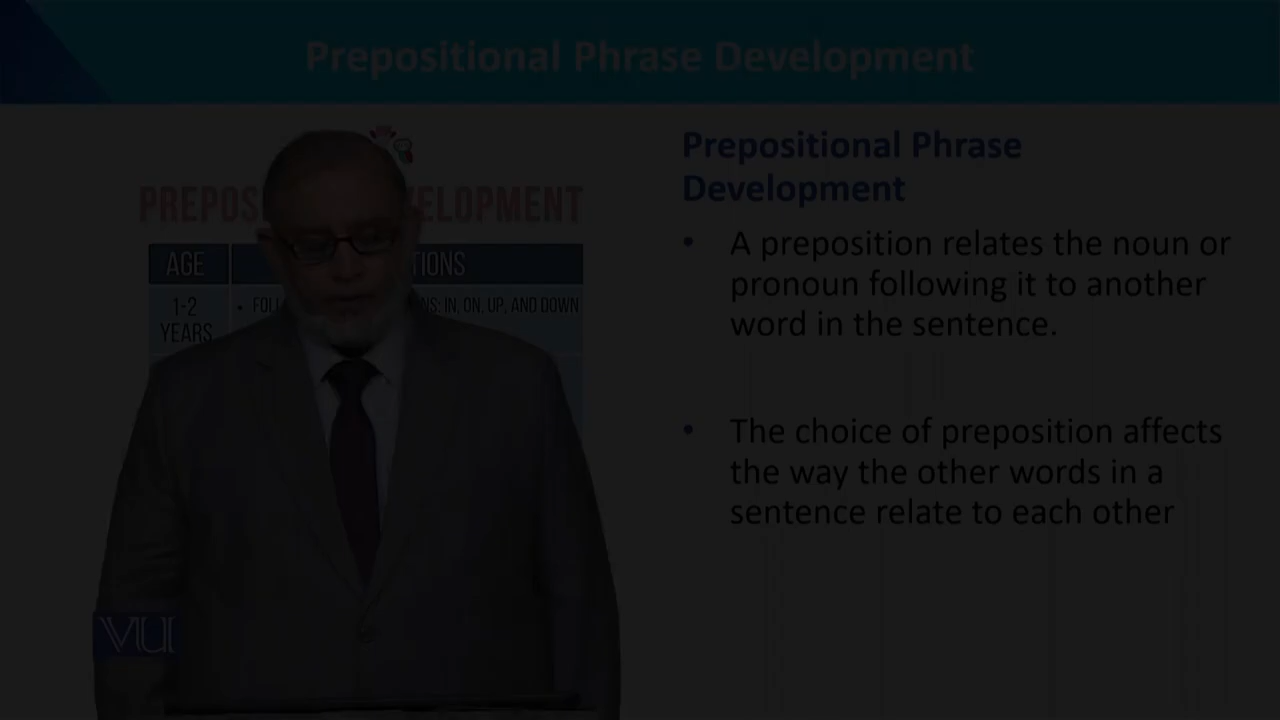 Prepositional Phrase Development
PREPOS ELOPMENT
AGE TIONS
1-2 YEARS
• FOLL NS: IN, ON, UP, AND DOWN
Prepositional Phrase
Development
• A preposition relates the noun or
pronoun following it to another
word in the sentence.
• The choice of preposition affects
the way the other words in a
sentence relate to each other
VUI